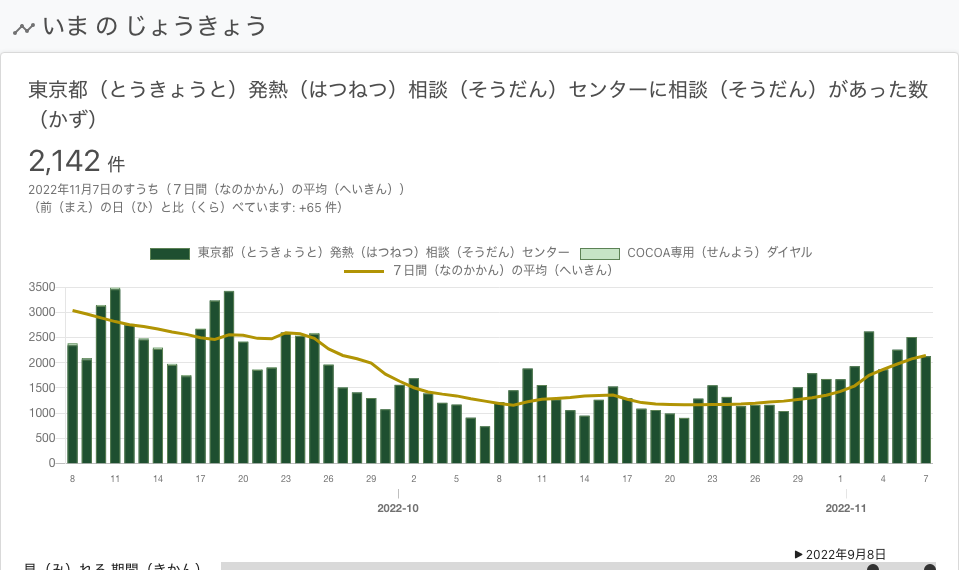 いま の じょうきょう
東京都（とうきょうと）発熱（はつねつ）相談（そうだん）センターに相談（そうだん）があった数
（かず）
2,142 件
2022年11月7日のすうち（７日間（なのかかん）の平均（へいきん））
（前（まえ）の日（ひ）と比（くら）べています: +65 件）
東京都（とうきょうと）発熱（はつねつ）相談（そうだん）センター COCOA専用（せんよう）ダイヤル
７日間（なのかかん）の平均（へいきん）
3500
3000
2500
2000
1500
1000
500
0
8 11 14 17 20 23 26 29 2 5 8 11 14 17 20 23 26 29 1 4 7
2022-10 2022-11
▶ 2022年9月8日
見（み）れる 期間（きかん）